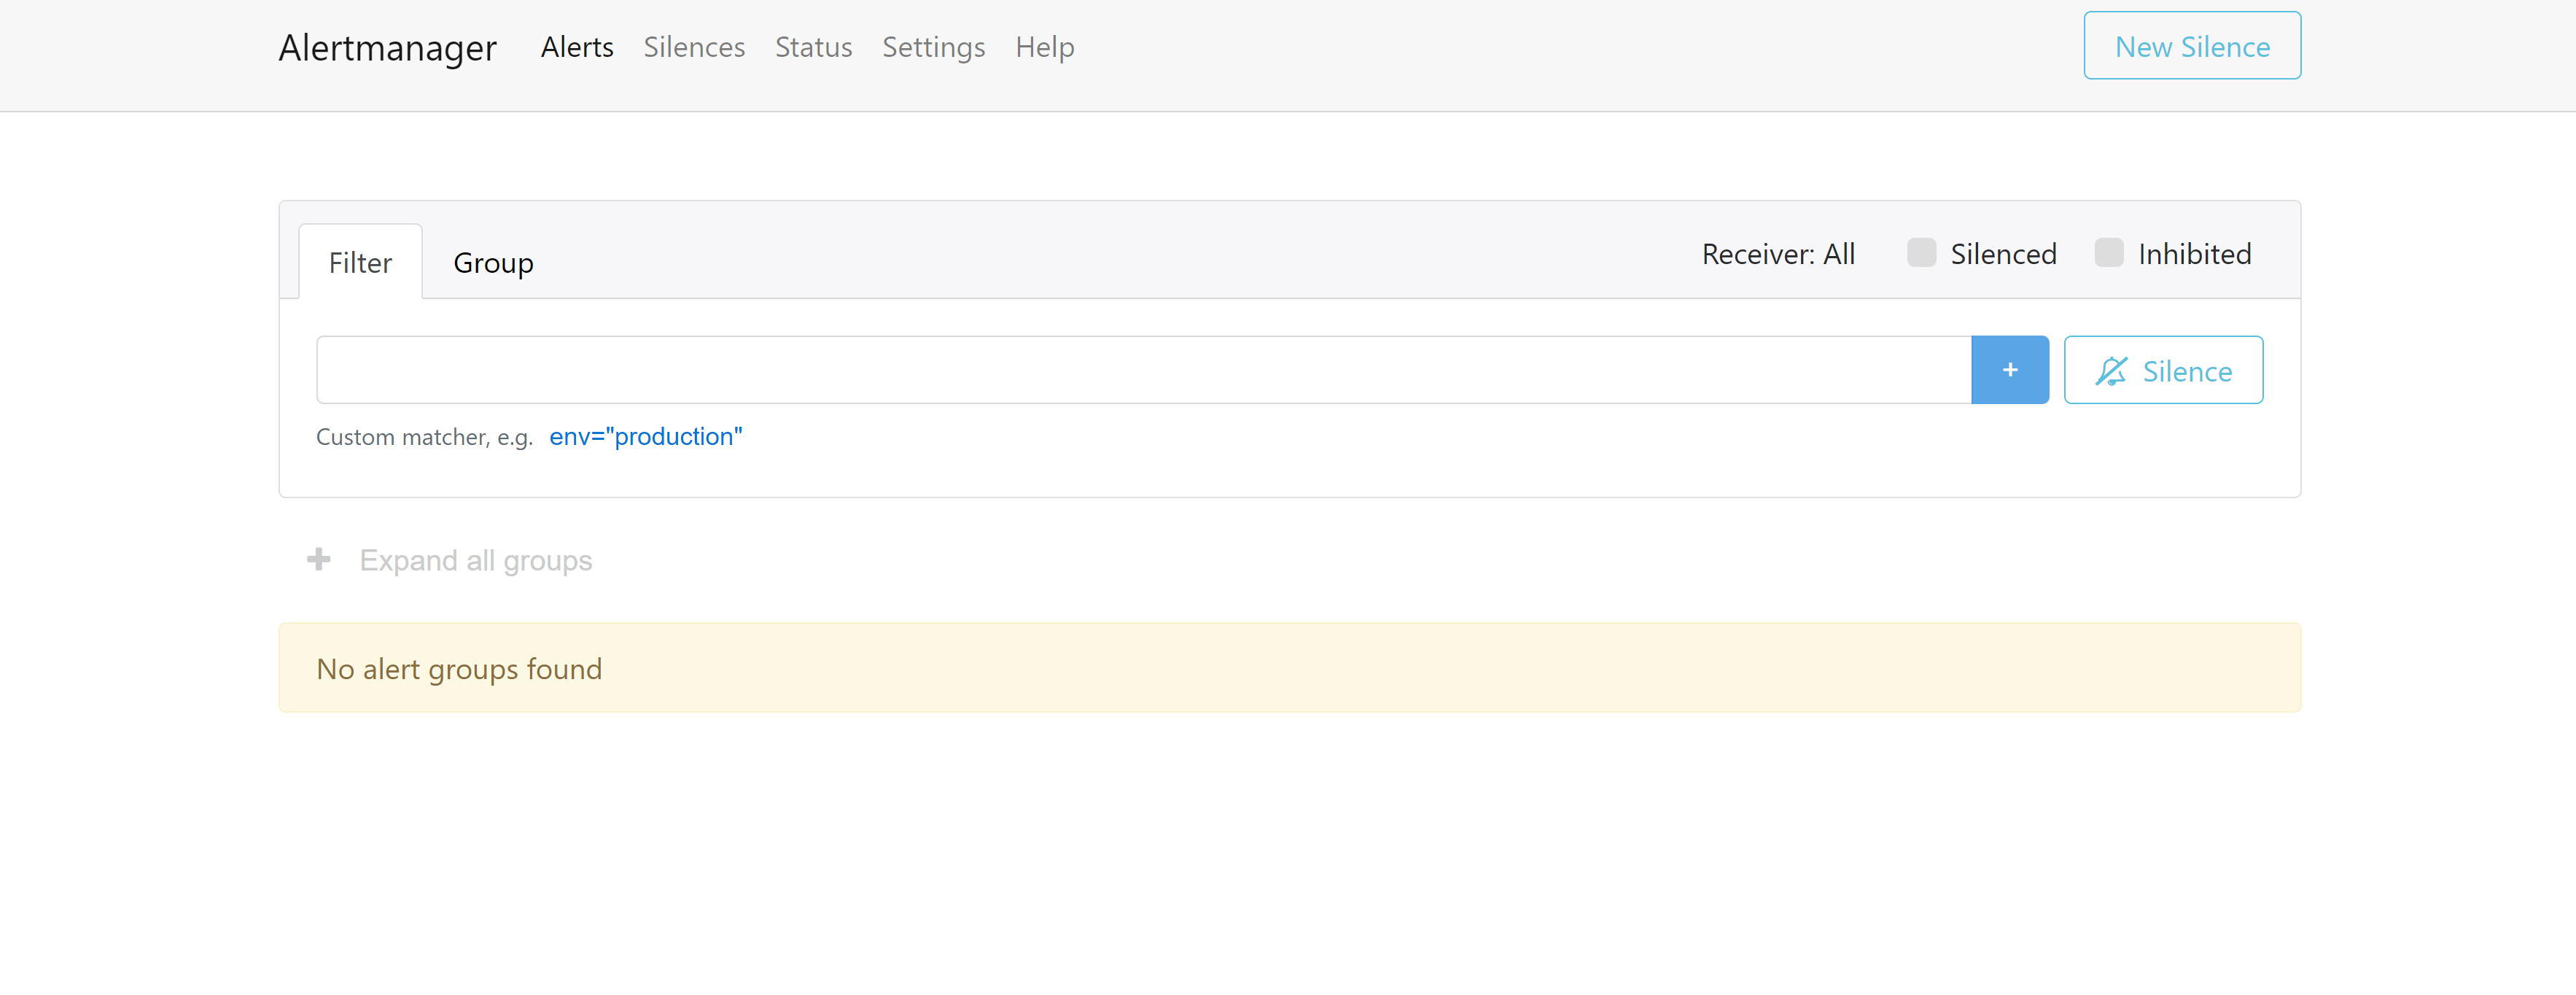 Alertmanager Alerts Silences Status Settings Help New Silence
Filter Group Receiver: All Silenced Inhibited
+ Silence
Custom matcher, e.g. env="production"
+ Expand all groups
No alert groups found